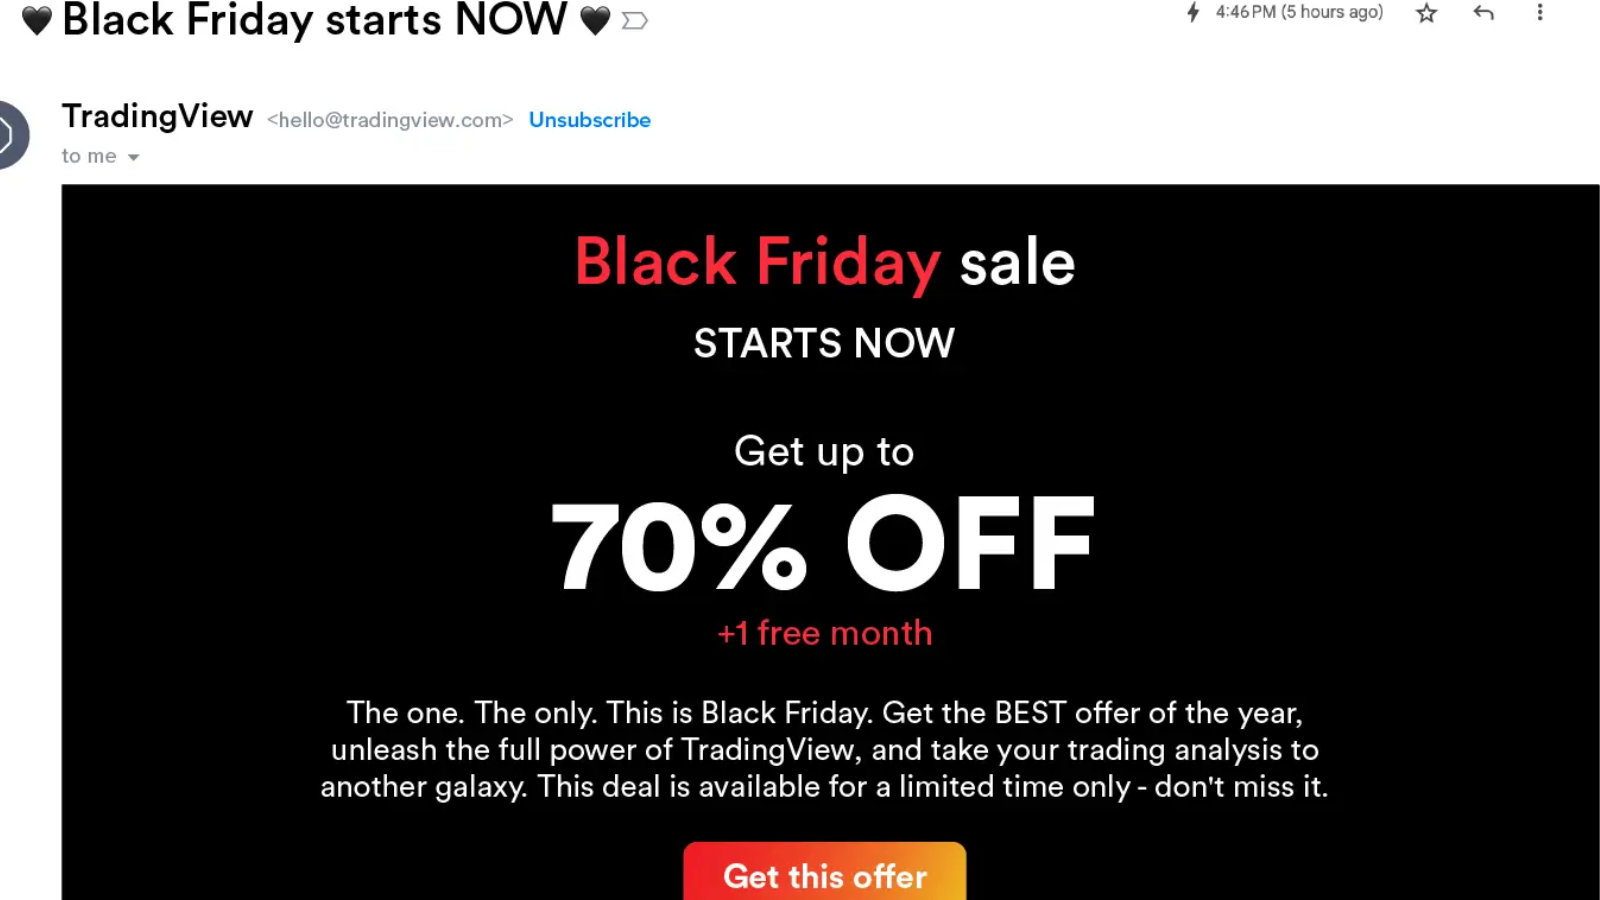 🖤 Black Friday starts NOW 🖤
4:46 PM (5 hours ago)
TradingView <hello@tradingview.com> Unsubscribe
to me
Black Friday sale
STARTS NOW
Get up to
70% OFF
+1 free month
The one. The only. This is Black Friday. Get the BEST offer of the year,
unleash the full power of TradingView, and take your trading analysis to
another galaxy. This deal is available for a limited time only - don't miss it.
Get this offer